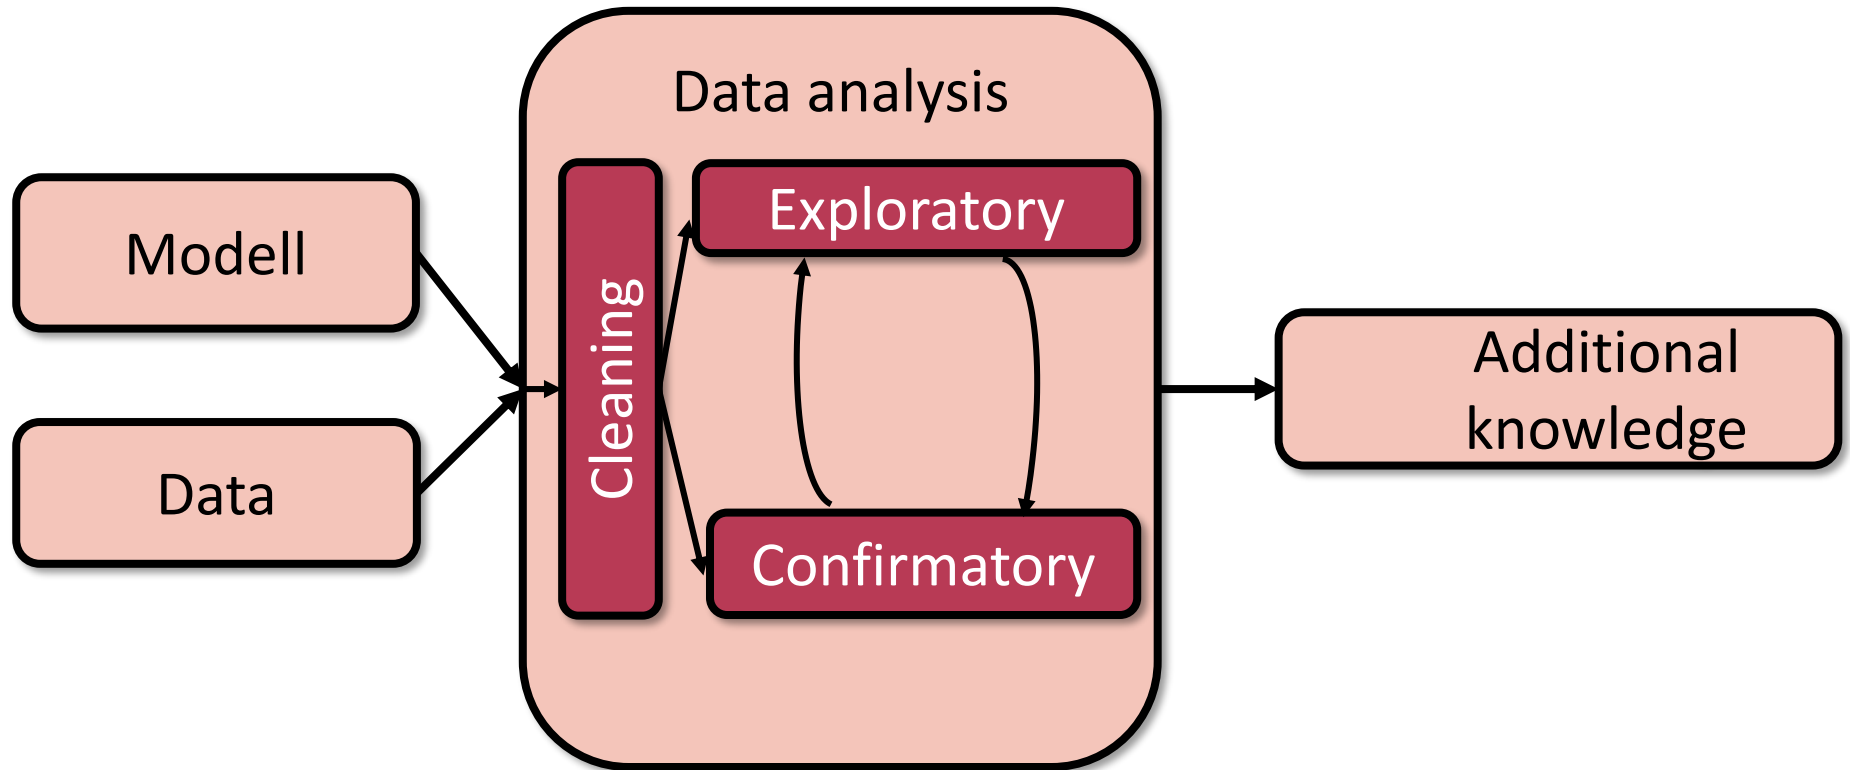 Modell
Data
Data analysis
Cleaning
Exploratory
Confirmatory
Additional
knowledge